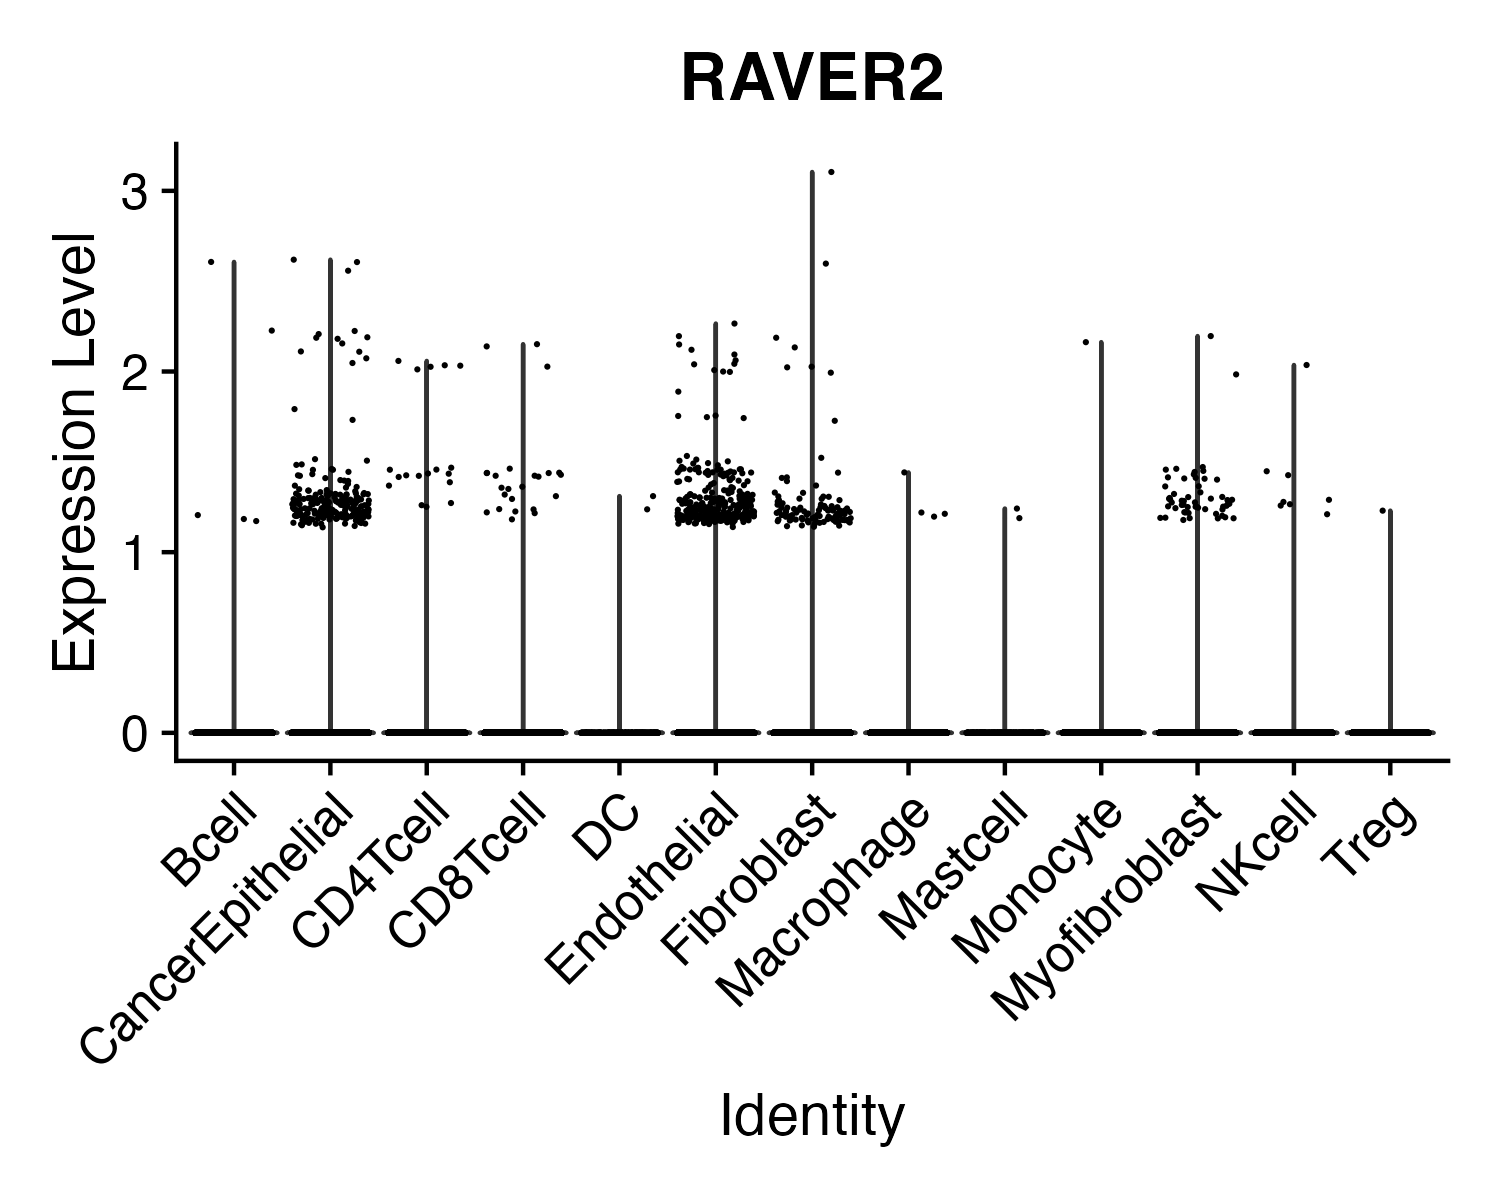 RAVER2
Expression Level
3
2
1
0
Bcell
CancerEpithelial
CD4Tcell
CD8Tcell
DC
Endothelial
Fibroblast
Macrophage
Mastcell
Monocyte
Myofibroblast
NKcell
Treg
Identity